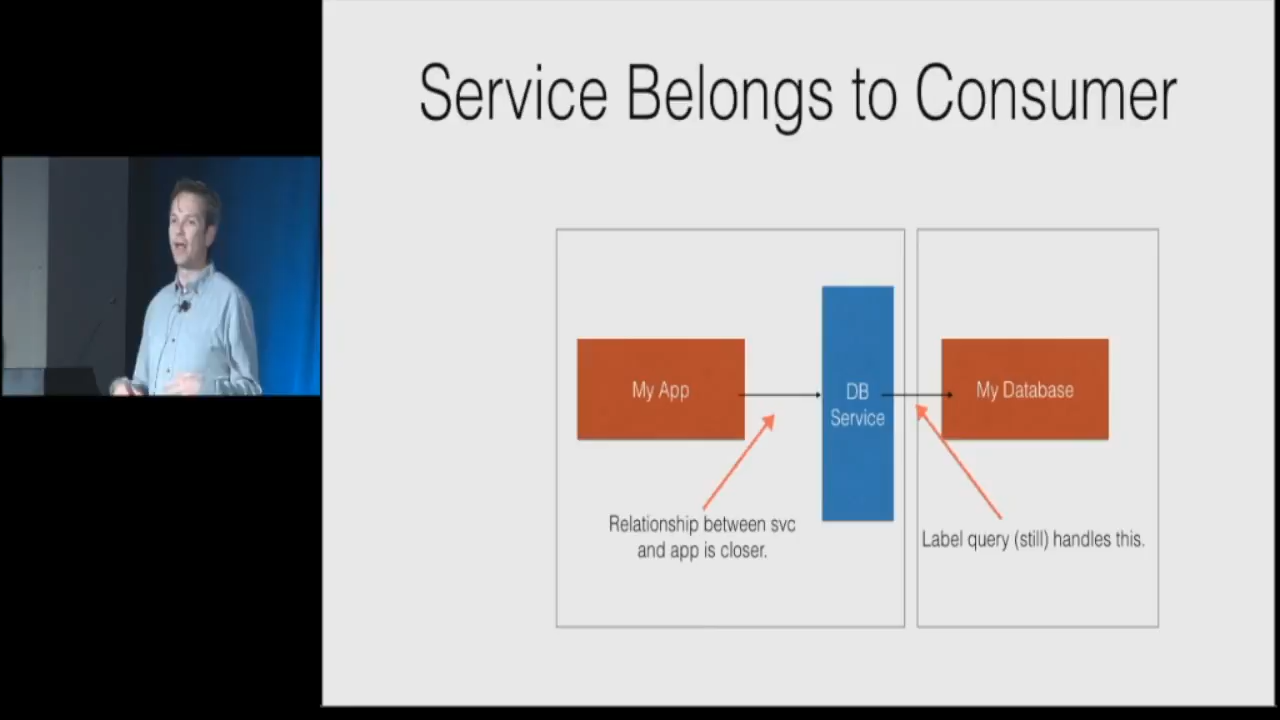 Service Belongs to Consumer
My App
DB
Service
My Database
Relationship between svc
and app is closer.
Label query (still) handles this.